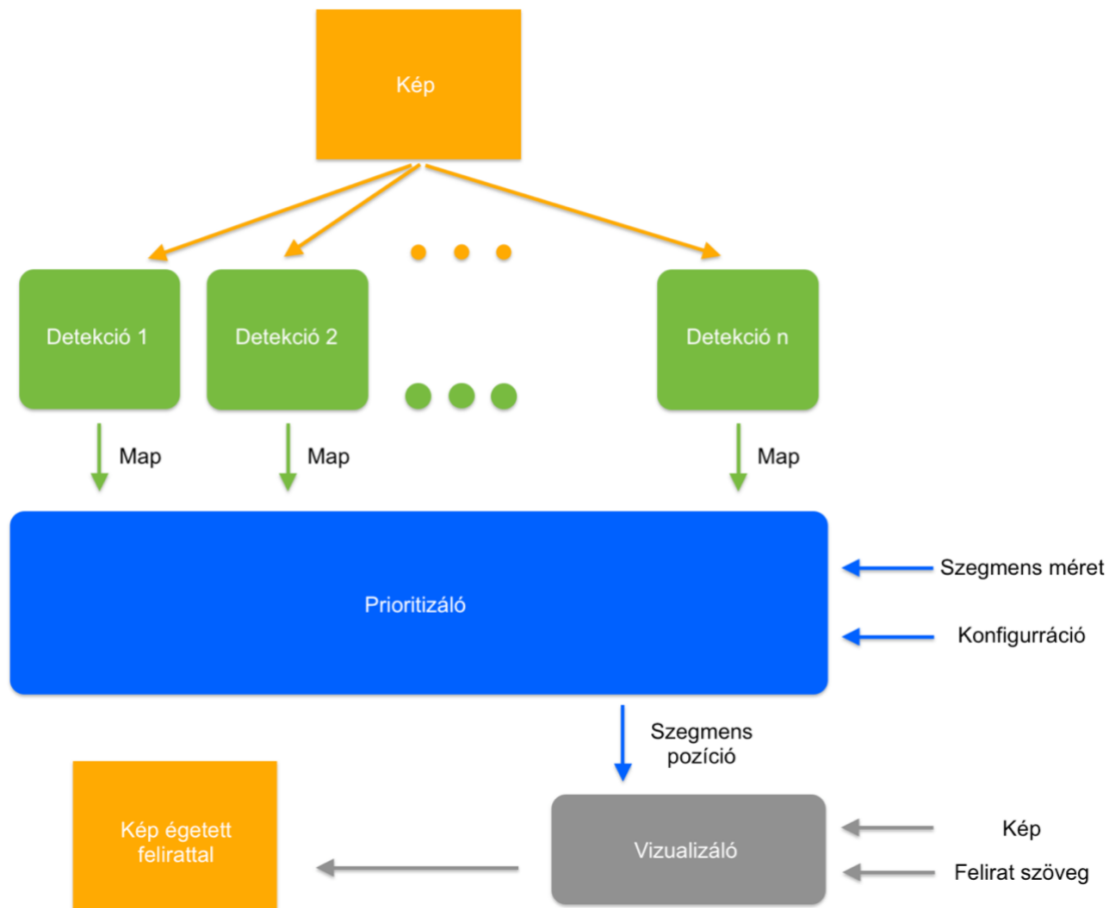 Kép
Detekció 1
Detekció 2
Detekció n
Map
Map
Map
Szegmens méret
Prioritizáló
Konfigurráció
Szegmens
pozíció
Kép égetett
felirattal
Vizualizáló
Kép
Felirat szöveg